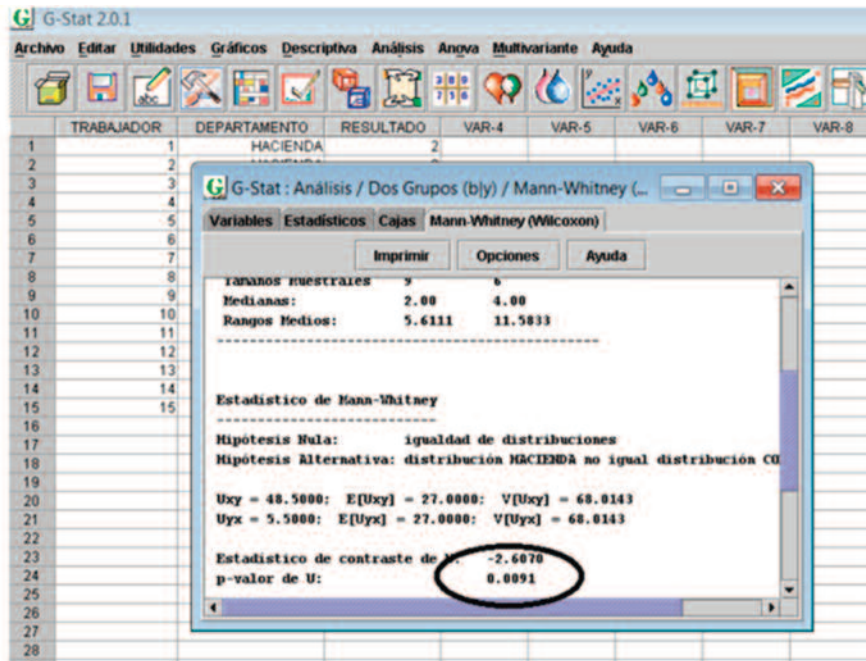 G G-Stat 2.0.1
Archivo Editar Utilidades Gráficos Descriptiva Análisis Anova Multivariante Ayuda
abc
TRABAJADOR DEPARTAMENTO RESULTADO VAR-4 VAR-5 VAR-6 VAR-7 VAR-8
1 1 HACIENDA 2
2 2
3 3
4 4
5 5
6 6
7 7
8 8
9 9
10 10
11 11
12 12
13 13
14 14
15 15
16
17
18
19
20
21
22
23
24
25
26
27
28
G G-Stat : Análisis / Dos Grupos (b|y) / Mann-Whitney (...
Variables Estadísticos Cajas Mann-Whitney (Wilcoxon)
Imprimir Opciones Ayuda
Tamaños Muestrales 9 6
Medianas: 2.00 4.00
Rangos Medios: 5.6111 11.5833
Estadístico de Mann-Whitney
Hipótesis Nula: igualdad de distribuciones
Hipótesis Alternativa: distribución HACIENDA no igual distribución CO
Uxy = 48.5000; E[Uxy] = 27.0000; V[Uxy] = 68.0143
Uyx = 5.5000; E[Uyx] = 27.0000; V[Uyx] = 68.0143
Estadístico de contraste de U: -2.6070
p-valor de U: 0.0091